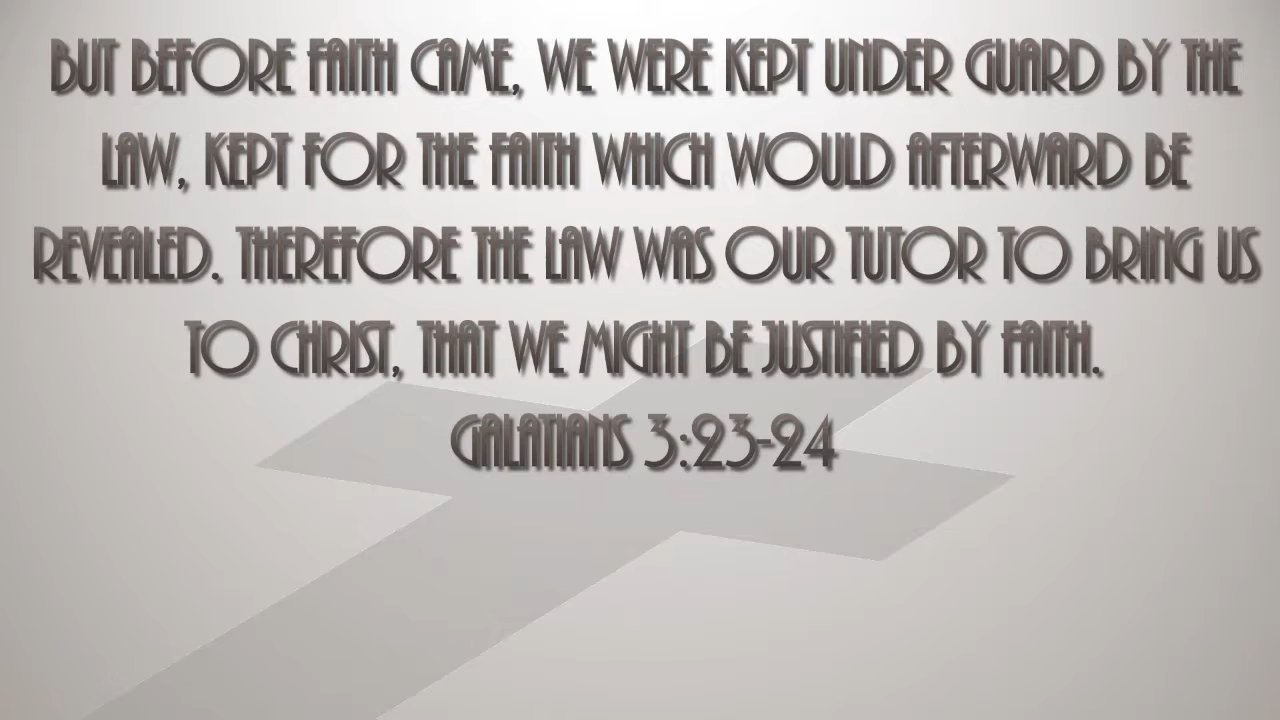 BUT BEFORE FAITH CAME, WE WERE KEPT UNDER GUARD BY THE
LAW, KEPT FOR THE FAITH WHICH WOULD AFTERWARD BE
REVEALED. THEREFORE THE LAW WAS OUR TUTOR TO BRING US
TO CHRIST, THAT WE MIGHT BE JUSTIFIED BY FAITH.
GALATIANS 3:23-24